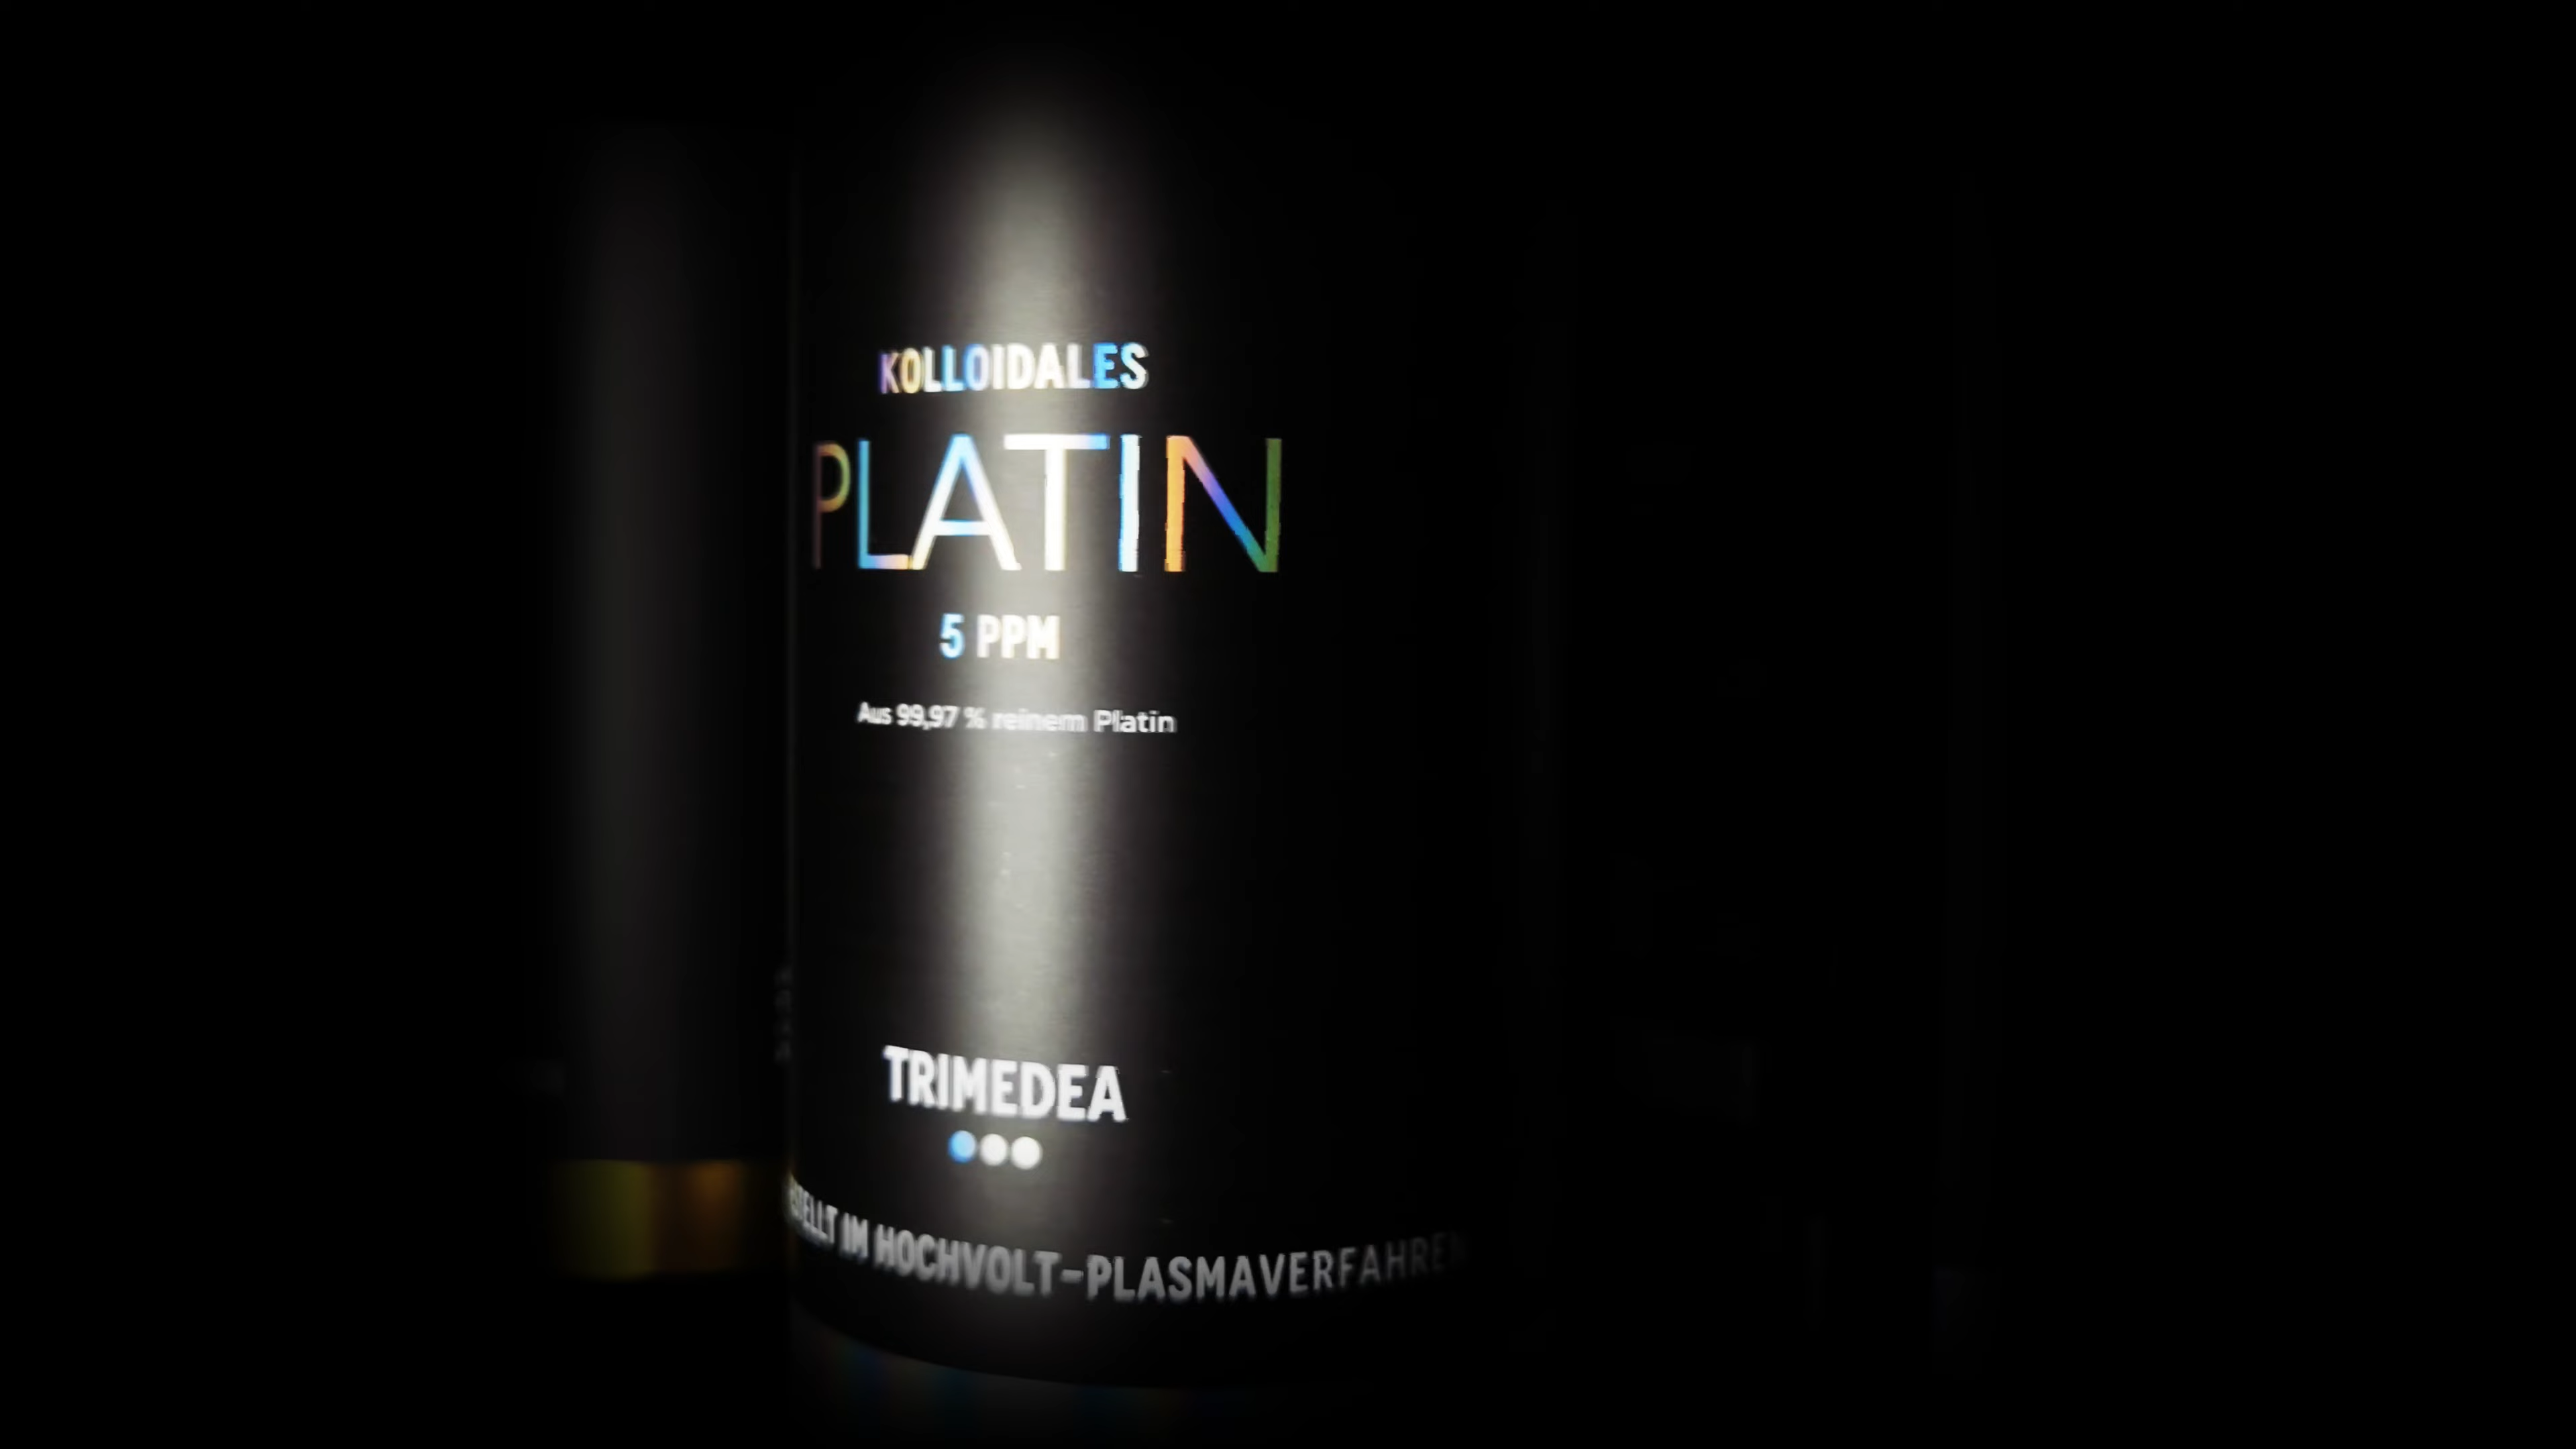 KOLLOIDALES
PLATIN
5 PPM
Aus 99,97 % reinem Platin
TRIMEDEA
IM HOCHVOLT-PLASMAVERFAHREN